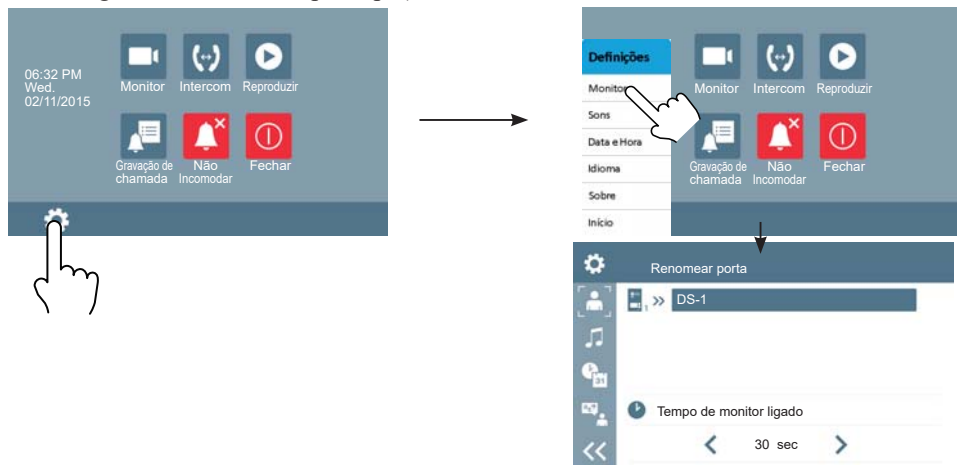 06:32 PM
Wed.
02/11/2015
Monitor
Intercom
Reproduzir
Gravação de
chamada
Não
Incomodar
Fechar
Definições
Monitor
Sons
Data e Hora
Idioma
Sobre
Início
Monitor
Intercom
Reproduzir
Gravação de
chamada
Não
Incomodar
Fechar
Renomear porta
1
DS-1
31
Tempo de monitor ligado
30 sec